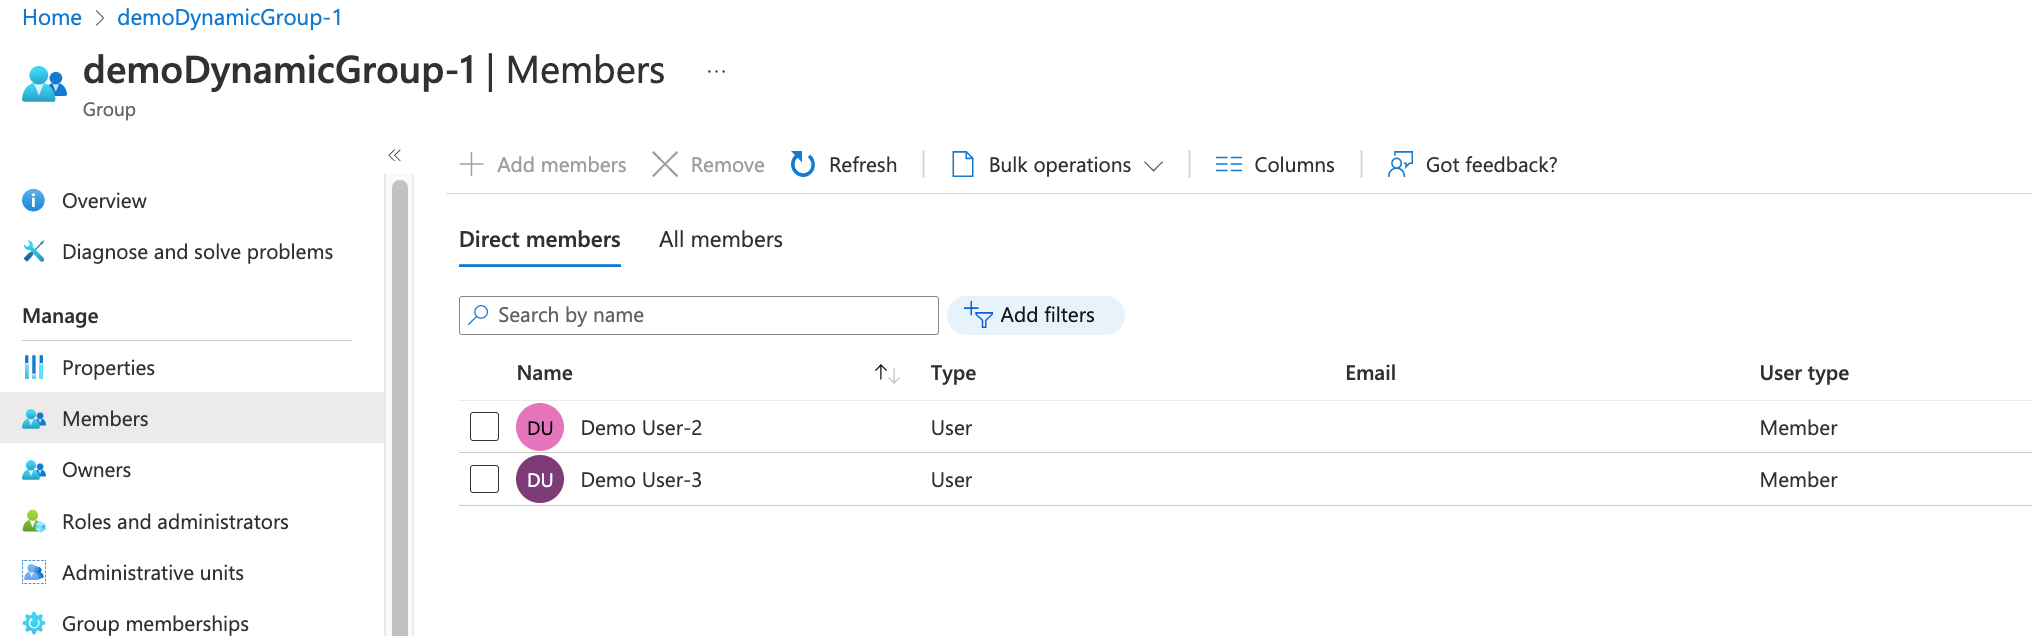 Home > demoDynamicGroup-1
demoDynamicGroup-1 | Members ...
Group
«
Overview
Diagnose and solve problems
Manage
Properties
Members
Owners
Roles and administrators
Administrative units
Group memberships
Add members Remove Refresh Bulk operations Columns Got feedback?
Direct members All members
Search by name Add filters
Name Type Email User type
DU Demo User-2 User Member
DU Demo User-3 User Member